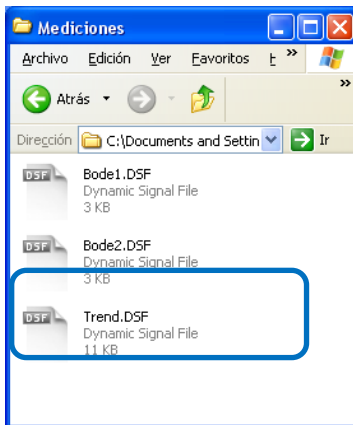 Mediciones
Archivo Edición Ver Favoritos t »
Atrás »
Dirección C:\Documents and Settin Ir
DSF Bode1.DSF
Dynamic Signal File
3 KB
DSF Bode2.DSF
Dynamic Signal File
3 KB
DSF Trend.DSF
Dynamic Signal File
11 KB